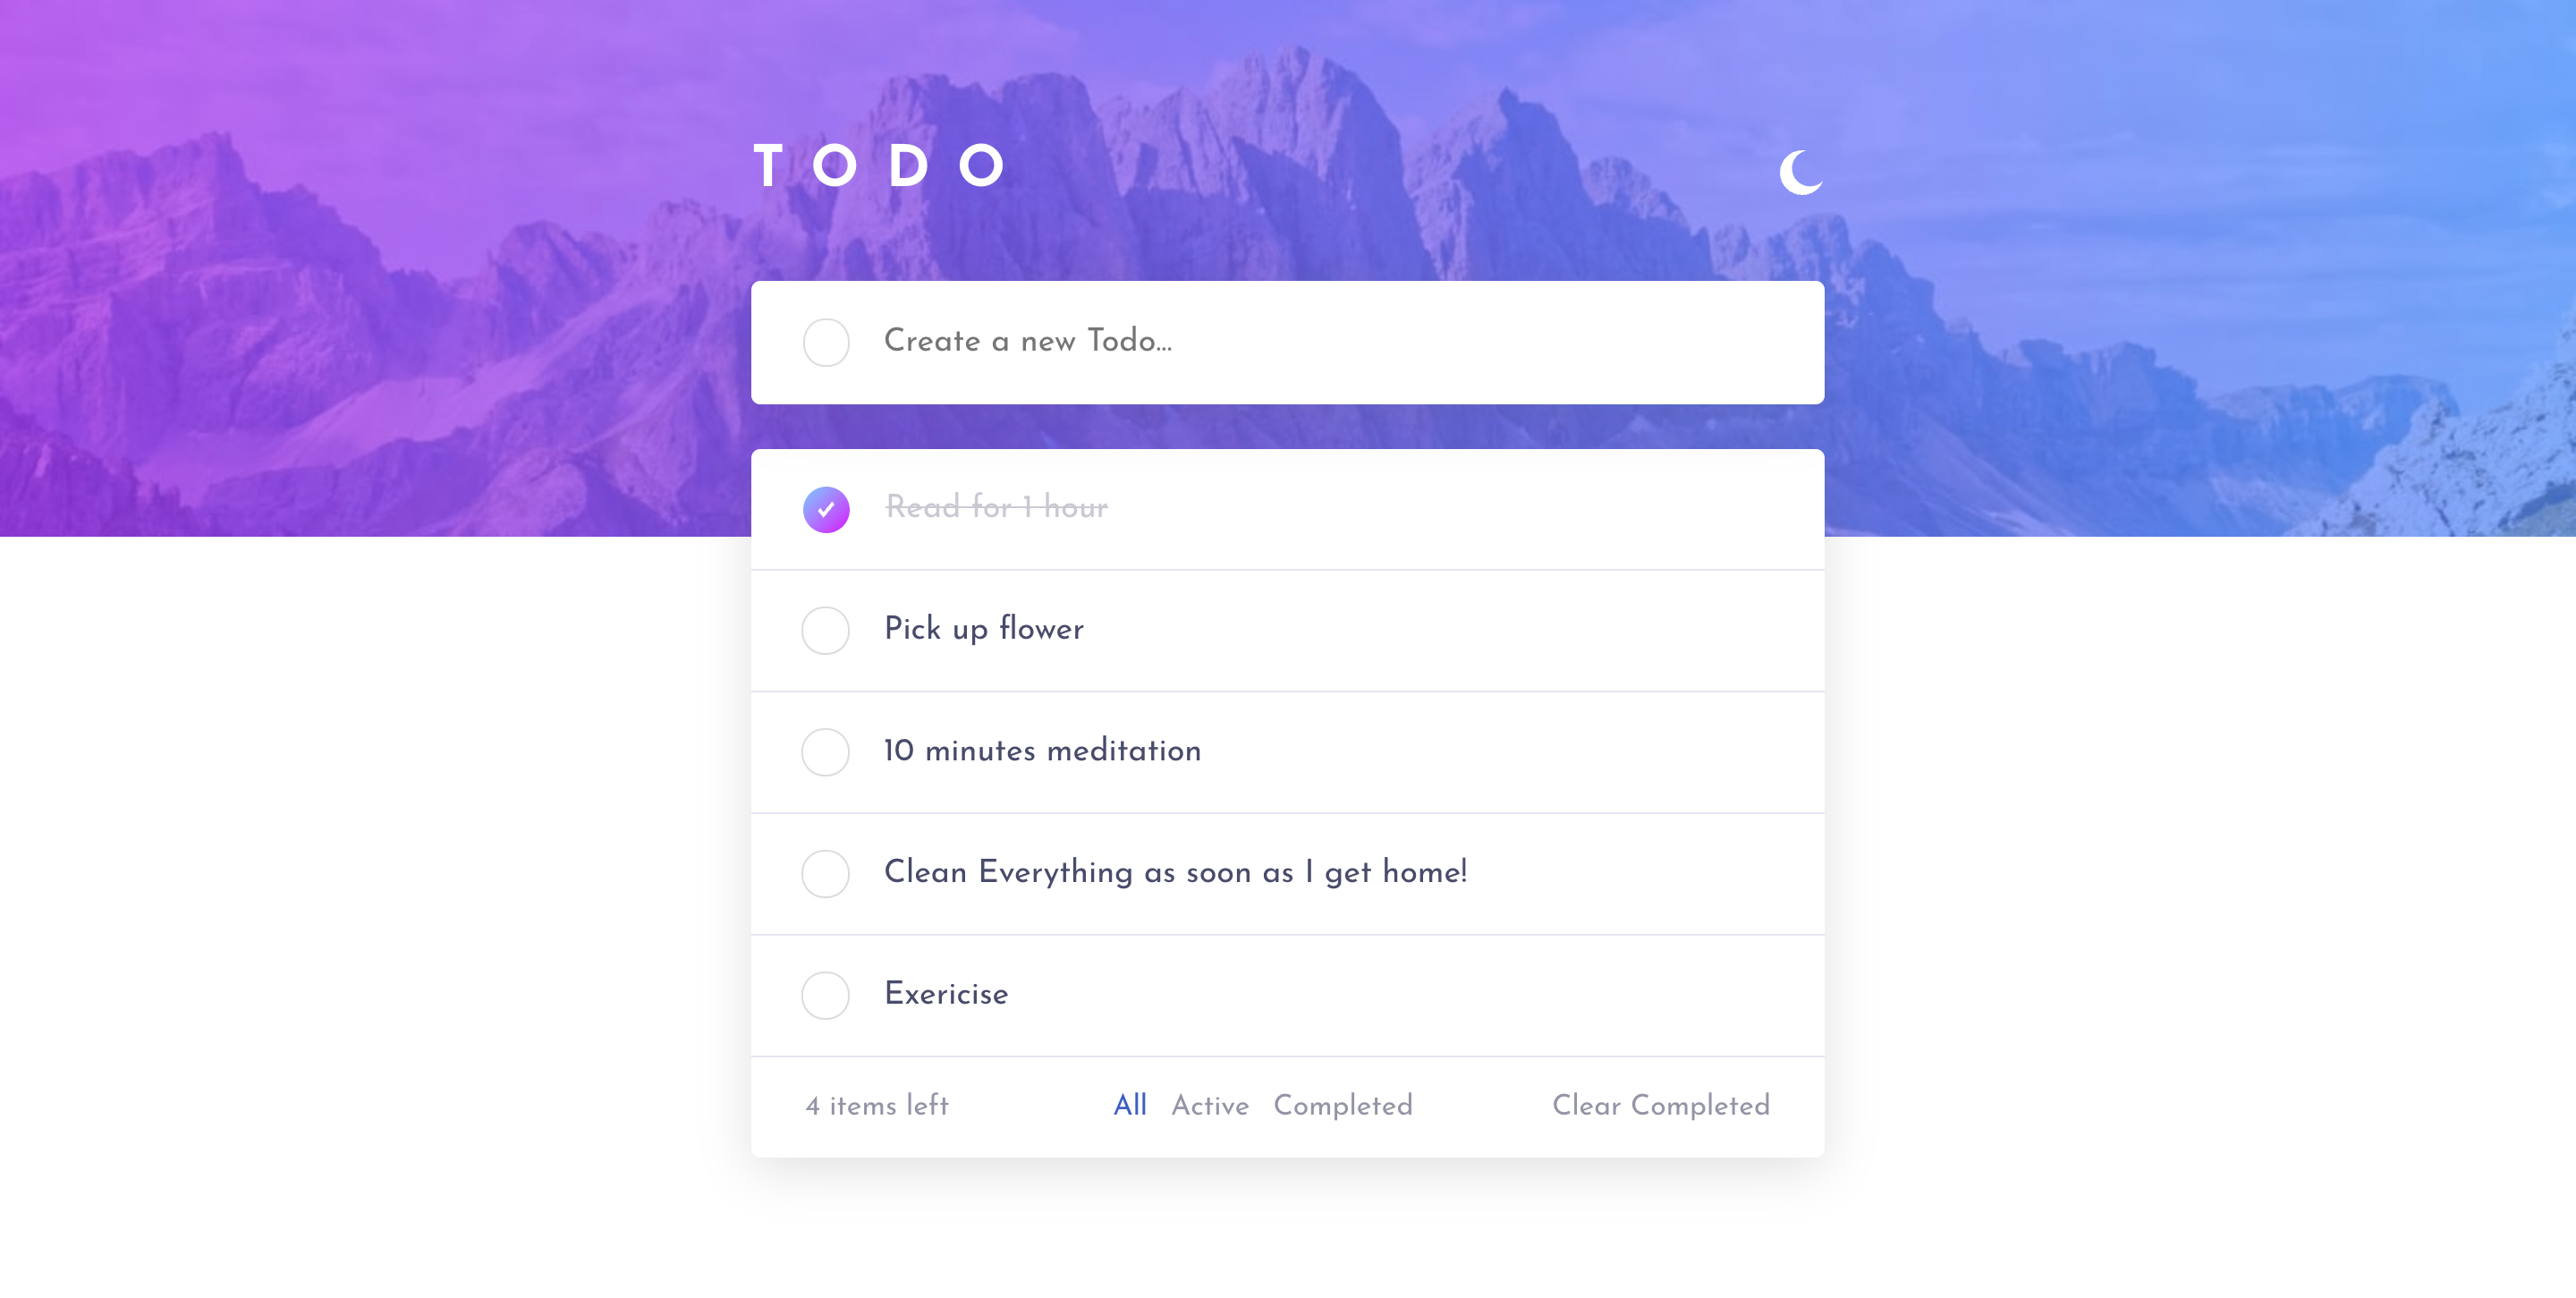 TODO
Create a new Todo...
Read for 1 hour
Pick up flower
10 minutes meditation
Clean Everything as soon as I get home!
Exericise
4 items left All Active Completed Clear Completed